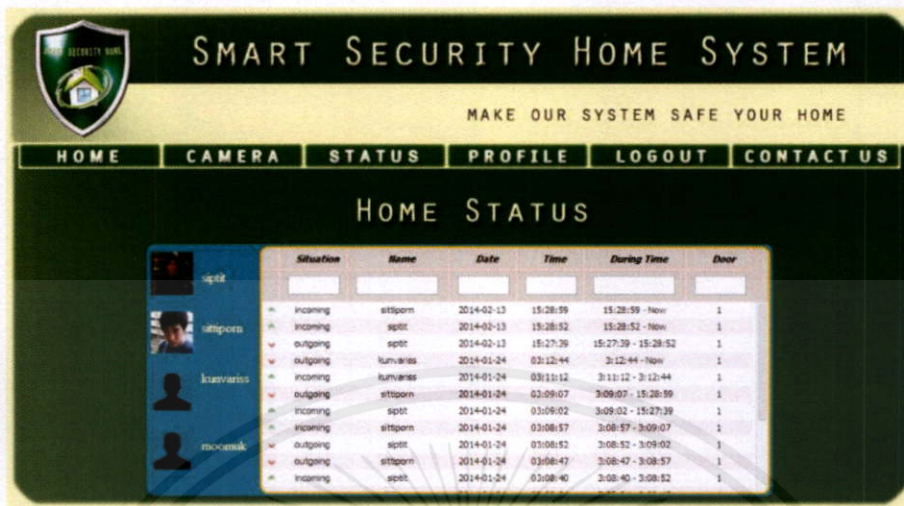 SMART SECURITY HOME
SMART SECURITY HOME SYSTEM
MAKE OUR SYSTEM SAFE YOUR HOME
HOME CAMERA STATUS PROFILE LOGOUT CONTACT US
HOME STATUS
siptit
sittiporn
kunvariss
moomuk
Situation Name Date Time During Time Door
incoming sittiporn 2014-02-13 15:28:59 15:28:59 - Now 1
incoming siptit 2014-02-13 15:28:52 15:28:52 - Now 1
outgoing siptit 2014-02-13 15:27:39 15:27:39 - 15:28:52 1
outgoing kunvariss 2014-01-24 03:12:44 3:12:44 - Now 1
incoming kunvariss 2014-01-24 03:11:12 3:11:12 - 3:12:44 1
outgoing sittiporn 2014-01-24 03:09:07 3:09:07 - 15:28:59 1
incoming siptit 2014-01-24 03:09:02 3:09:02 - 15:27:39 1
incoming sittiporn 2014-01-24 03:08:57 3:08:57 - 3:09:07 1
outgoing siptit 2014-01-24 03:08:52 3:08:52 - 3:09:02 1
outgoing sittiporn 2014-01-24 03:08:47 3:08:47 - 3:08:57 1
incoming siptit 2014-01-24 03:08:40 3:08:40 - 3:08:52 1